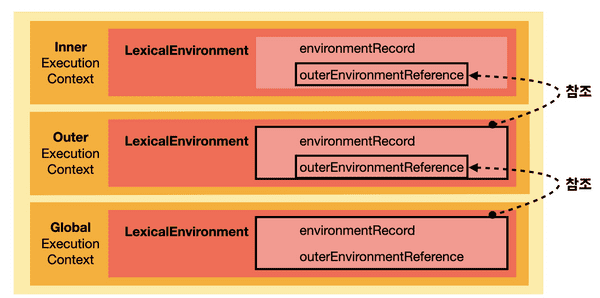 Inner
Execution
Context
LexicalEnvironment
environmentRecord
outerEnvironmentReference
참조
Outer
Execution
Context
LexicalEnvironment
environmentRecord
outerEnvironmentReference
참조
Global
Execution
Context
LexicalEnvironment
environmentRecord
outerEnvironmentReference